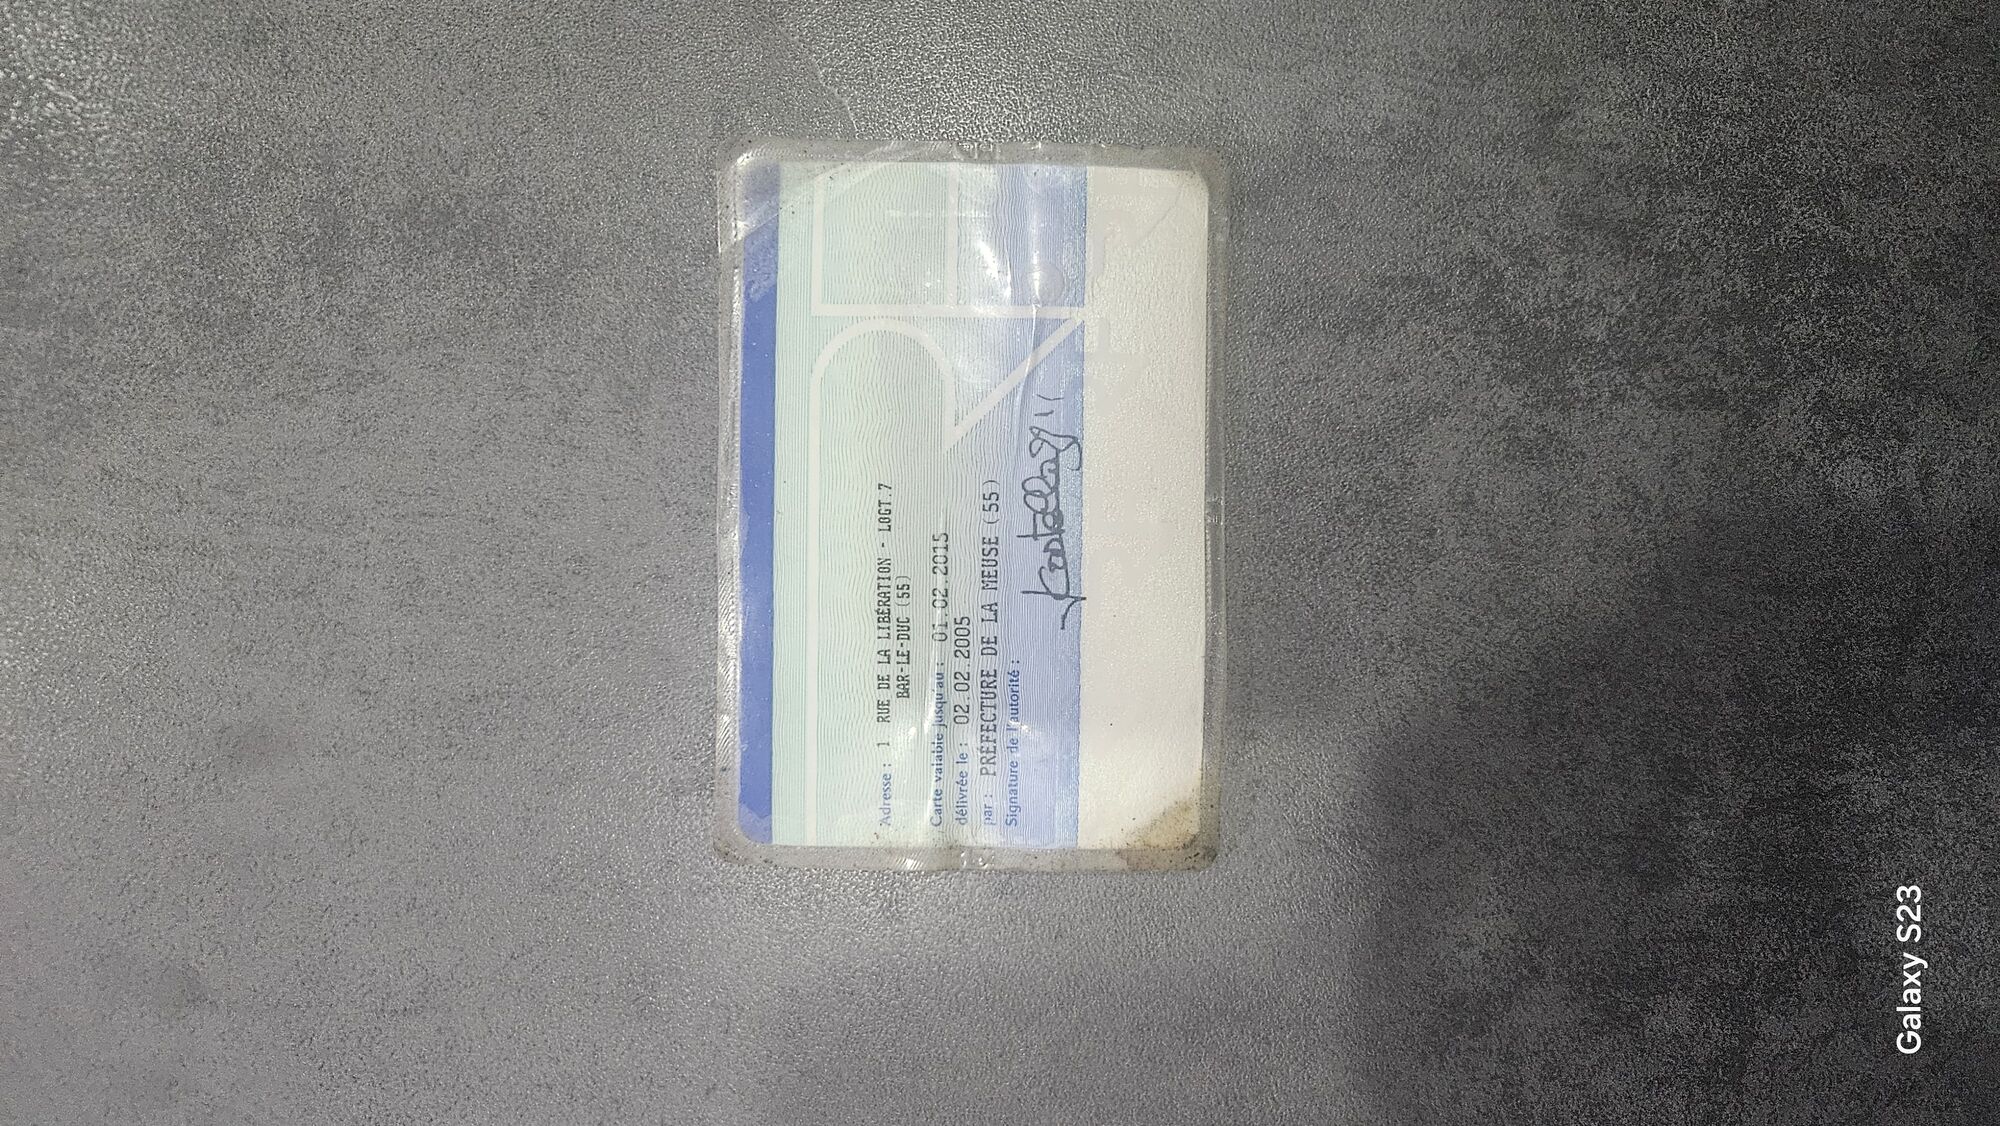 Adresse : 1 RUE DE LA LIBÉRATION - LOGT.7
BAR-LE-DUC (55)
Carte valable jusqu'au : 01.02.2015
délivrée le : 02.02.2005
par : PRÉFECTURE DE LA MEUSE (55)
Signature de l'autorité :
Galaxy S23